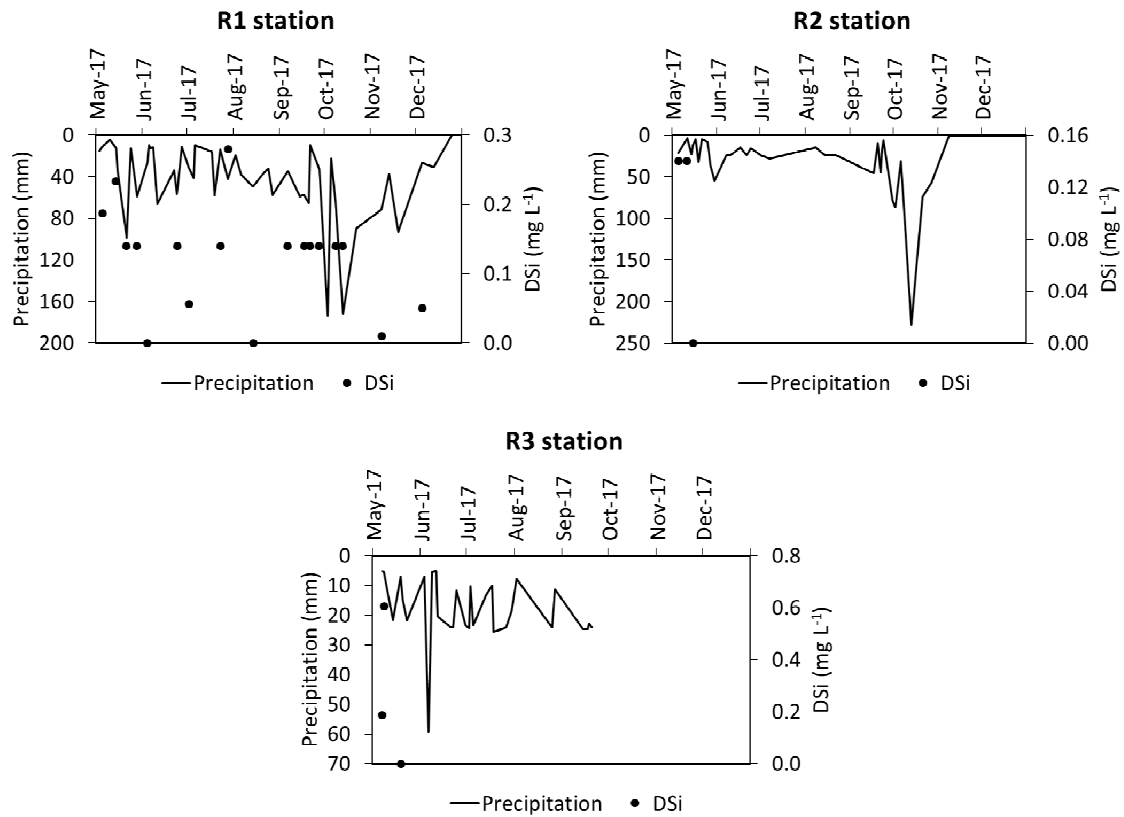 R1 station
May-17 Jun-17 Jul-17 Aug-17 Sep-17 Oct-17 Nov-17 Dec-17
Precipitation (mm)
0
40
80
120
160
200
0.3
0.2
0.1
0.0
DSi (mg L-1)
Precipitation DSi
R2 station
May-17 Jun-17 Jul-17 Aug-17 Sep-17 Oct-17 Nov-17 Dec-17
Precipitation (mm)
0
50
100
150
200
250
0.16
0.12
0.08
0.04
0.00
DSi (mg L-1)
Precipitation DSi
R3 station
May-17 Jun-17 Jul-17 Aug-17 Sep-17 Oct-17 Nov-17 Dec-17
Precipitation (mm)
0
10
20
30
40
50
60
70
0.8
0.6
0.4
0.2
0.0
DSi (mg L-1)
Precipitation DSi